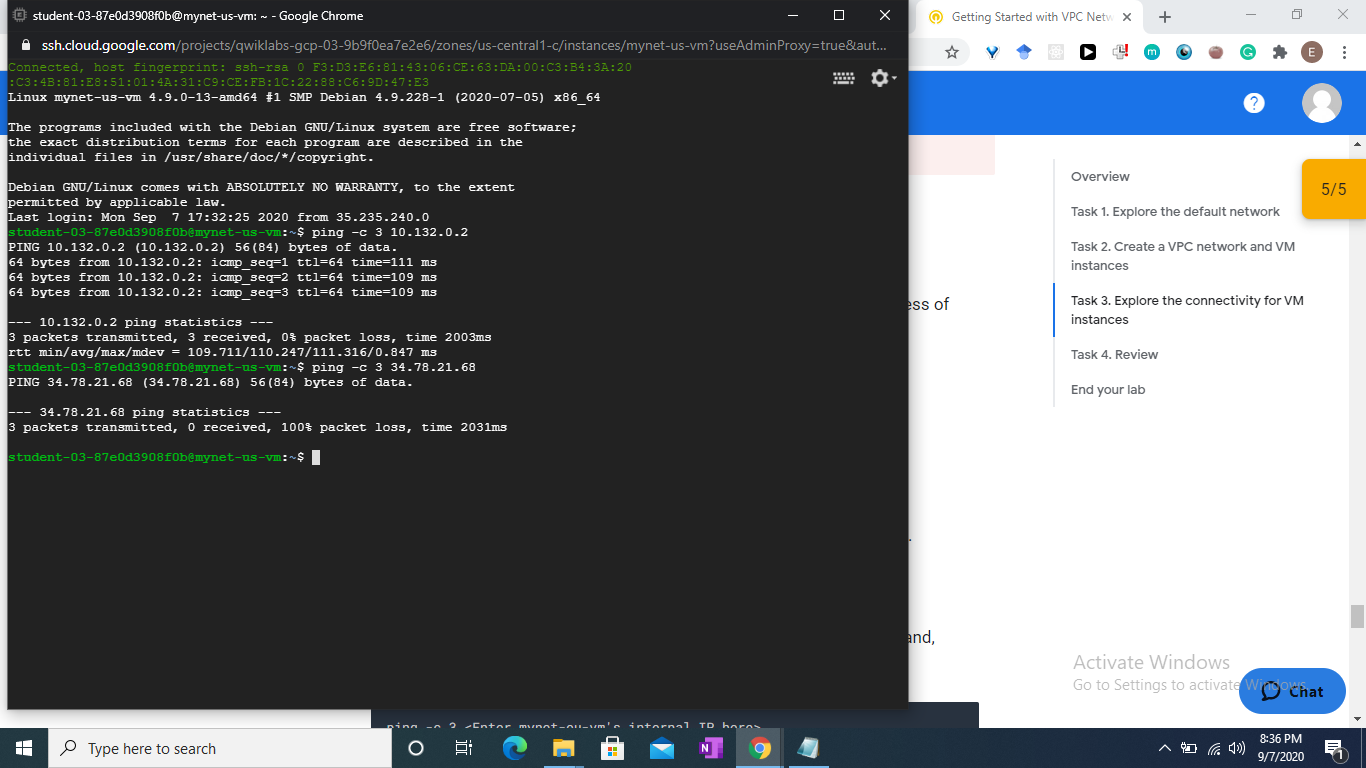 student-03-87e0d3908f0b@mynet-us-vm: ~ - Google Chrome
ssh.cloud.google.com/projects/qwiklabs-gcp-03-9b9f0ea7e2e6/zones/us-central1-c/instances/mynet-us-vm?useAdminProxy=true&aut...
Connected, host fingerprint: ssh-rsa 0 F3:D3:E6:81:43:06:CE:63:DA:00:C3:B4:3A:20
:C3:4B:81:E8:51:01:4A:31:C9:CE:FB:1C:22:88:C6:9D:47:E3
Linux mynet-us-vm 4.9.0-13-amd64 #1 SMP Debian 4.9.228-1 (2020-07-05) x86_64
The programs included with the Debian GNU/Linux system are free software;
the exact distribution terms for each program are described in the
individual files in /usr/share/doc/*/copyright.
Debian GNU/Linux comes with ABSOLUTELY NO WARRANTY, to the extent
permitted by applicable law.
Last login: Mon Sep  7 17:32:25 2020 from 35.235.240.0
student-03-87e0d3908f0b@mynet-us-vm:~$ ping -c 3 10.132.0.2
PING 10.132.0.2 (10.132.0.2) 56(84) bytes of data.
64 bytes from 10.132.0.2: icmp_seq=1 ttl=64 time=111 ms
64 bytes from 10.132.0.2: icmp_seq=2 ttl=64 time=109 ms
64 bytes from 10.132.0.2: icmp_seq=3 ttl=64 time=109 ms
--- 10.132.0.2 ping statistics ---
3 packets transmitted, 3 received, 0% packet loss, time 2003ms
rtt min/avg/max/mdev = 109.711/110.247/111.316/0.847 ms
student-03-87e0d3908f0b@mynet-us-vm:~$ ping -c 3 34.78.21.68
PING 34.78.21.68 (34.78.21.68) 56(84) bytes of data.
--- 34.78.21.68 ping statistics ---
3 packets transmitted, 0 received, 100% packet loss, time 2031ms
student-03-87e0d3908f0b@mynet-us-vm:~$
Getting Started with VPC Netw
E
5/5
Overview
Task 1. Explore the default network
Task 2. Create a VPC network and VM
instances
Task 3. Explore the connectivity for VM
instances
Task 4. Review
End your lab
ess of
and,
ping -c 3 <Enter mynet-eu-vm's internal IP here>
Activate Windows
Go to Settings to activate Windows.
Chat
Type here to search
8:36 PM
9/7/2020
1